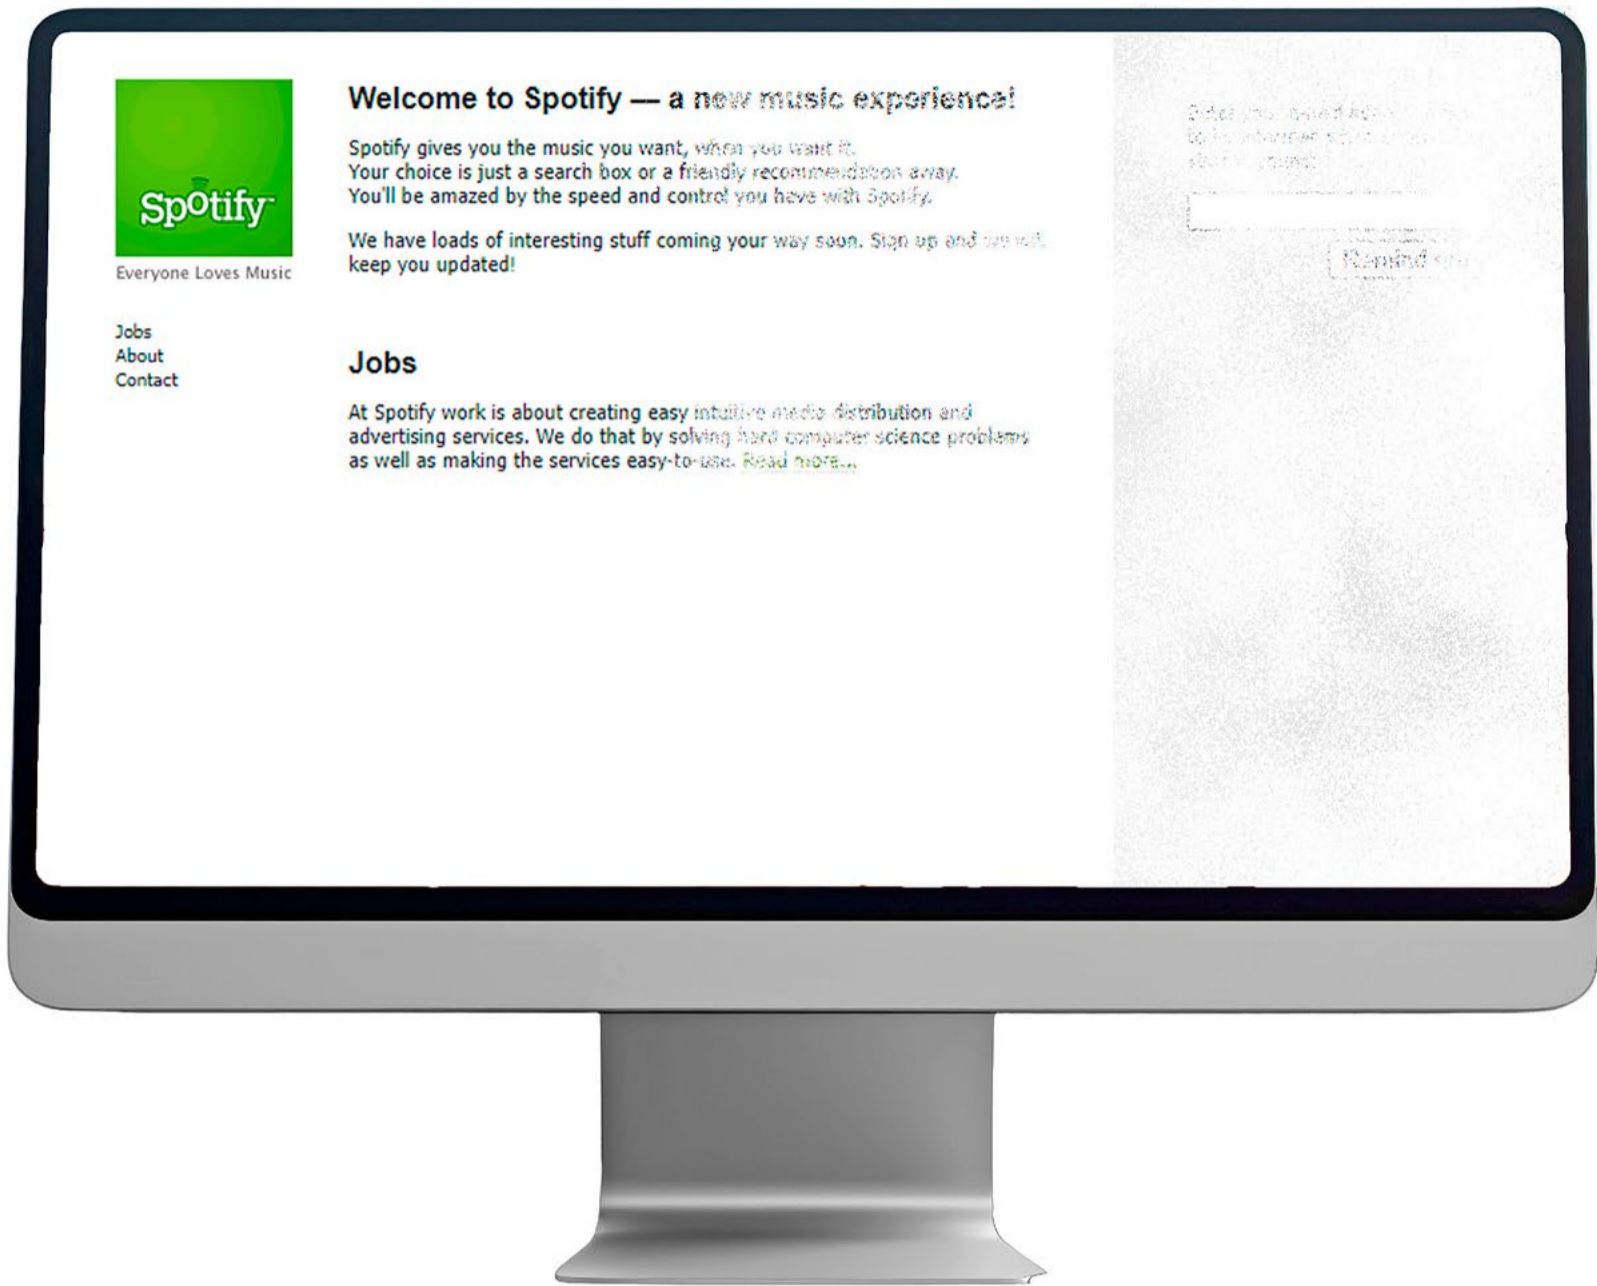 Spotify
Everyone Loves Music
Jobs
About
Contact
Welcome to Spotify — a new music experience!
Spotify gives you the music you want, when you want it.
Your choice is just a search box or a friendly recommendation away.
You'll be amazed by the speed and control you have with Spotify.
We have loads of interesting stuff coming your way soon. Sign up and we will
keep you updated!
Jobs
At Spotify work is about creating easy intuitive media distribution and
advertising services. We do that by solving hard computer science problems
as well as making the services easy-to-use. Read more...
Remind